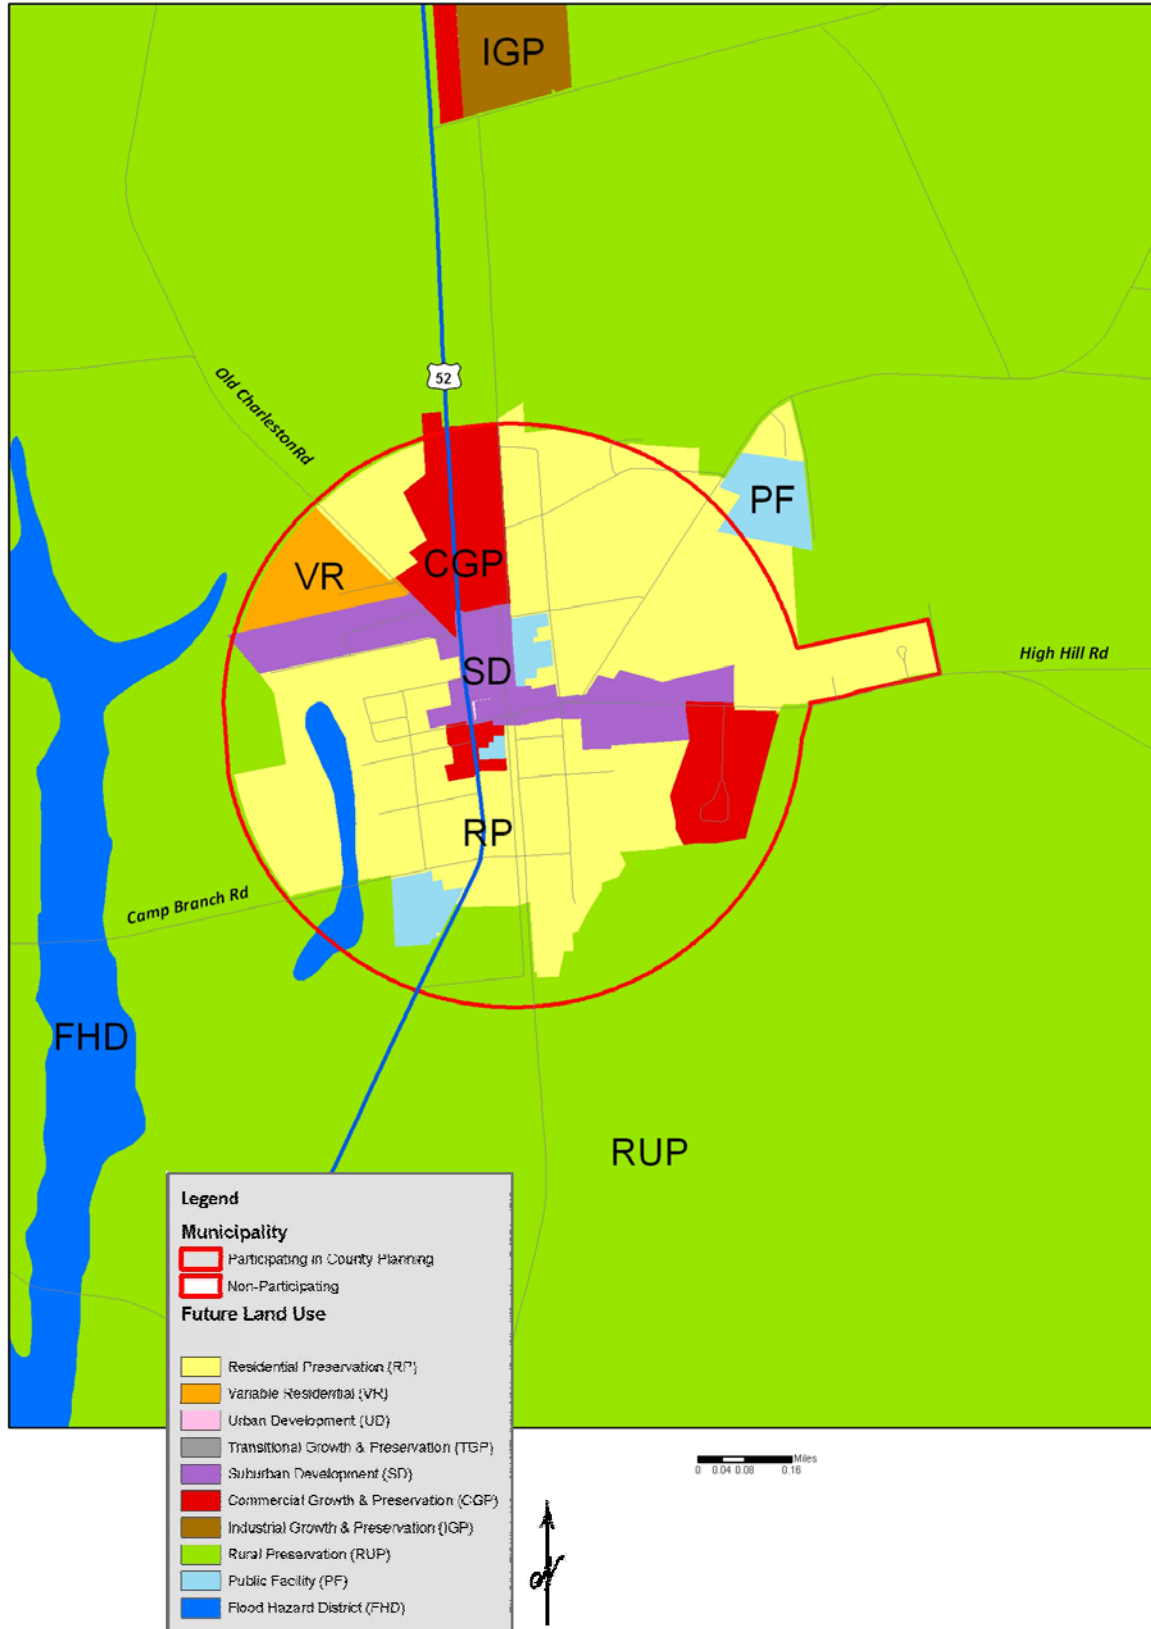 IGP
52
Old CharlestonRd
PF
CGP
VR
High Hill Rd
SD
RP
Camp Branch Rd
FHD
RUP
Legend
Municipality
Participating in County Planning
Non-Participating
Future Land Use
Residential Preservation (RP)
Variable Residential (VR)
Urban Development (UD)
Transitional Growth & Preservation (TGP)
Suburban Development (SD)
Commercial Growth & Preservation (CGP)
Industrial Growth & Preservation (IGP)
Rural Preservation (RUP)
Public Facility (PF)
Flood Hazard District (FHD)
Miles
0 0.04 0.08 0.16